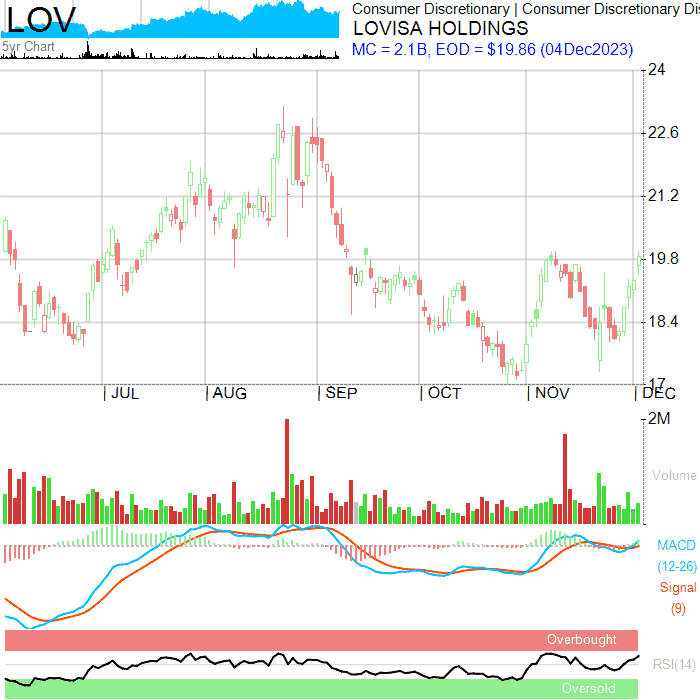 LOV
5yr Chart
Consumer Discretionary | Consumer Discretionary Dis
LOVISA HOLDINGS
MC = 2.1B, EOD = $19.86 (04Dec2023)
24
22.6
21.2
19.8
18.4
17
| JUL | AUG | SEP | OCT | NOV | DEC
2M
Volume
MACD
(12-26)
Signal
(9)
Overbought
RSI(14)
Oversold